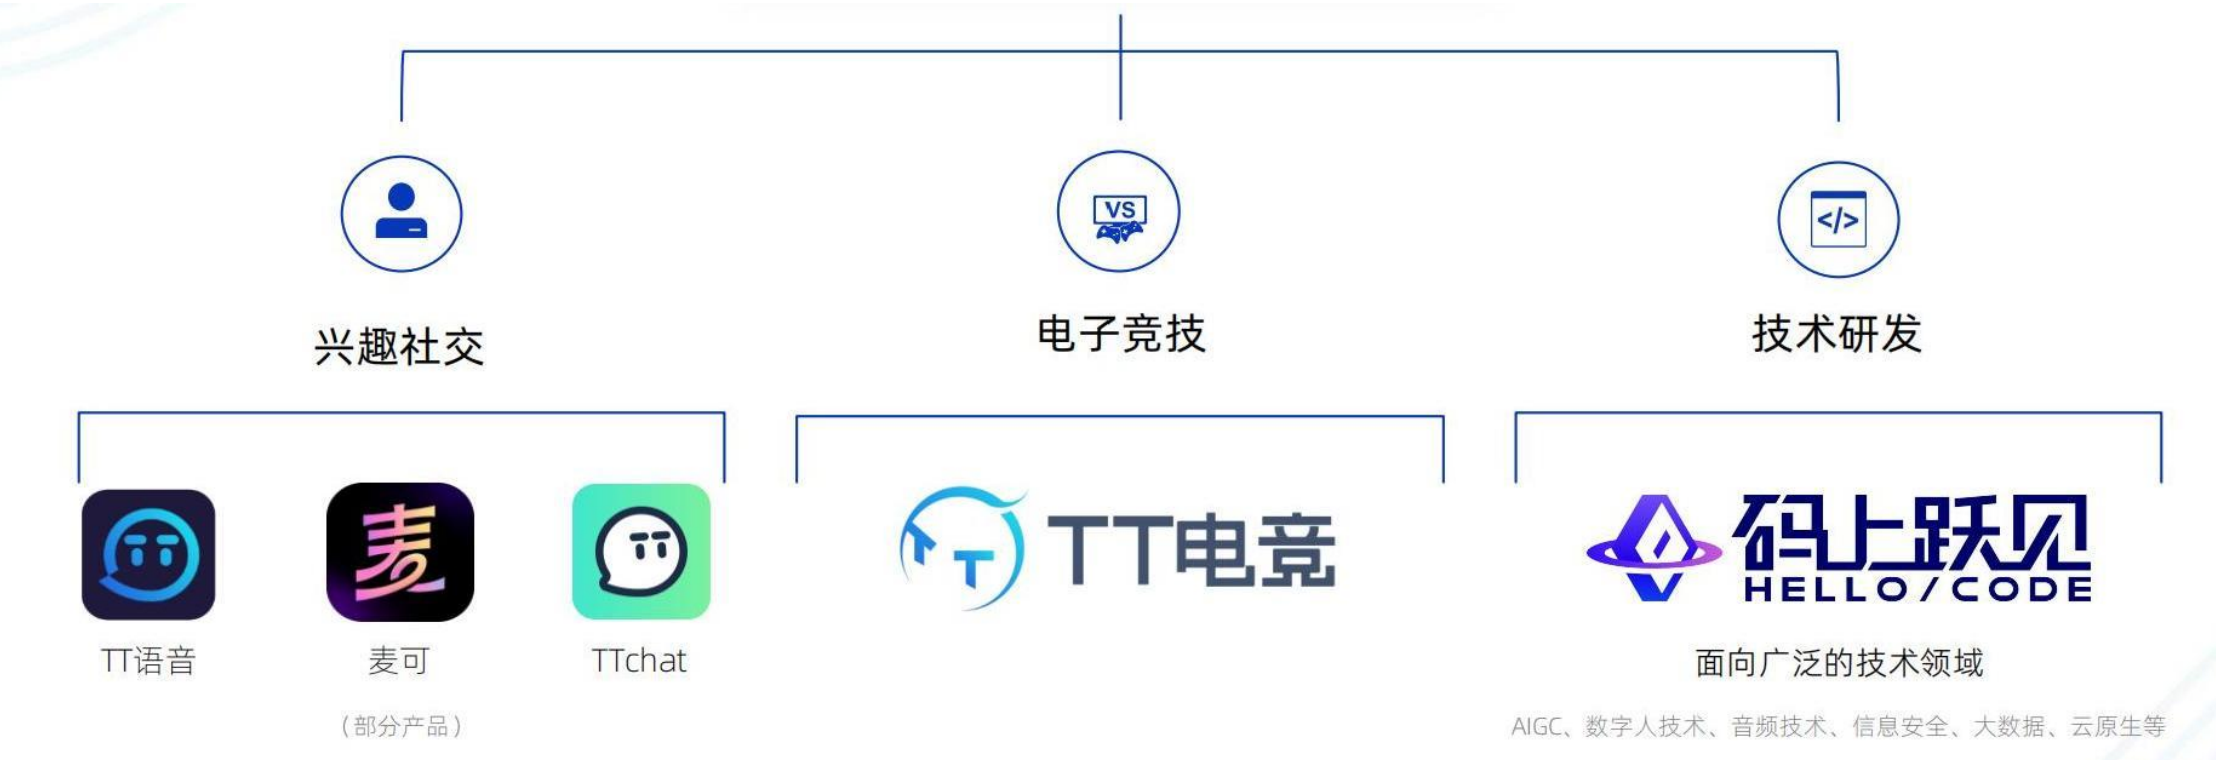 VS
</>
兴趣社交
电子竞技
技术研发
麦
TT电竞
码上跃见
HELLO/CODE
TT语音
麦可
TTchat
面向广泛的技术领域
（部分产品）
AIGC、数字人技术、音频技术、信息安全、大数据、云原生等